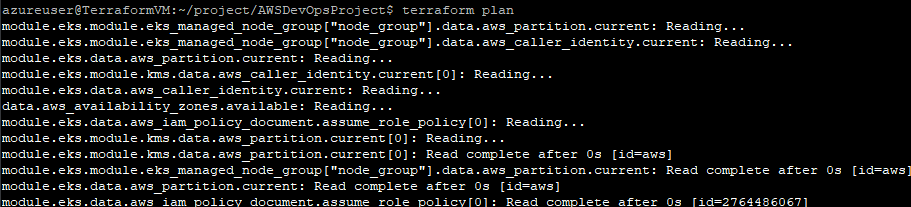 azureuser@TerraformVM:~/project/AWSDevOpsProject$ terraform plan
module.eks.module.eks_managed_node_group["node_group"].data.aws_partition.current: Reading...
module.eks.module.eks_managed_node_group["node_group"].data.aws_caller_identity.current: Reading...
module.eks.data.aws_partition.current: Reading...
module.eks.module.kms.data.aws_caller_identity.current[0]: Reading...
module.eks.data.aws_caller_identity.current: Reading...
data.aws_availability_zones.available: Reading...
module.eks.data.aws_iam_policy_document.assume_role_policy[0]: Reading...
module.eks.module.kms.data.aws_partition.current[0]: Reading...
module.eks.module.kms.data.aws_partition.current[0]: Read complete after 0s [id=aws]
module.eks.module.eks_managed_node_group["node_group"].data.aws_partition.current: Read complete after 0s [id=aws]
module.eks.data.aws_partition.current: Read complete after 0s [id=aws]
module.eks.data.aws_iam_policy_document.assume_role_policy[0]: Read complete after 0s [id=2764486067]